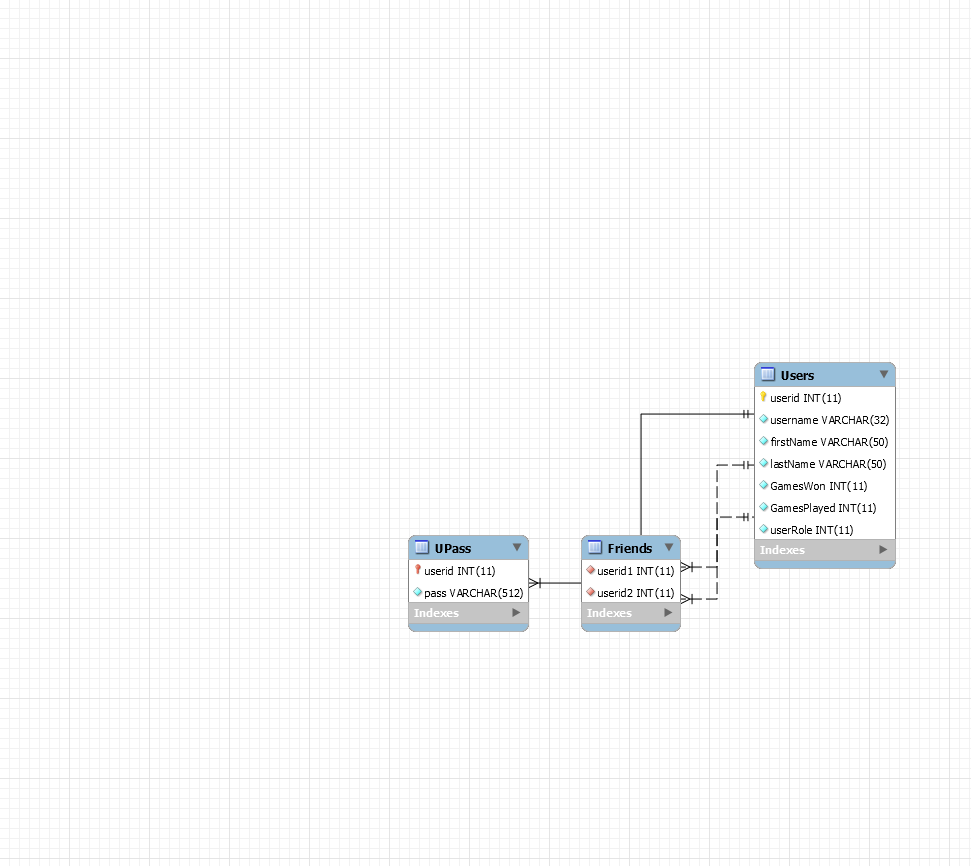 Users
userid INT(11)
username VARCHAR(32)
firstName VARCHAR(50)
lastName VARCHAR(50)
GamesWon INT(11)
GamesPlayed INT(11)
userRole INT(11)
Indexes
UPass
userid INT(11)
pass VARCHAR(512)
Indexes
Friends
userid1 INT(11)
userid2 INT(11)
Indexes